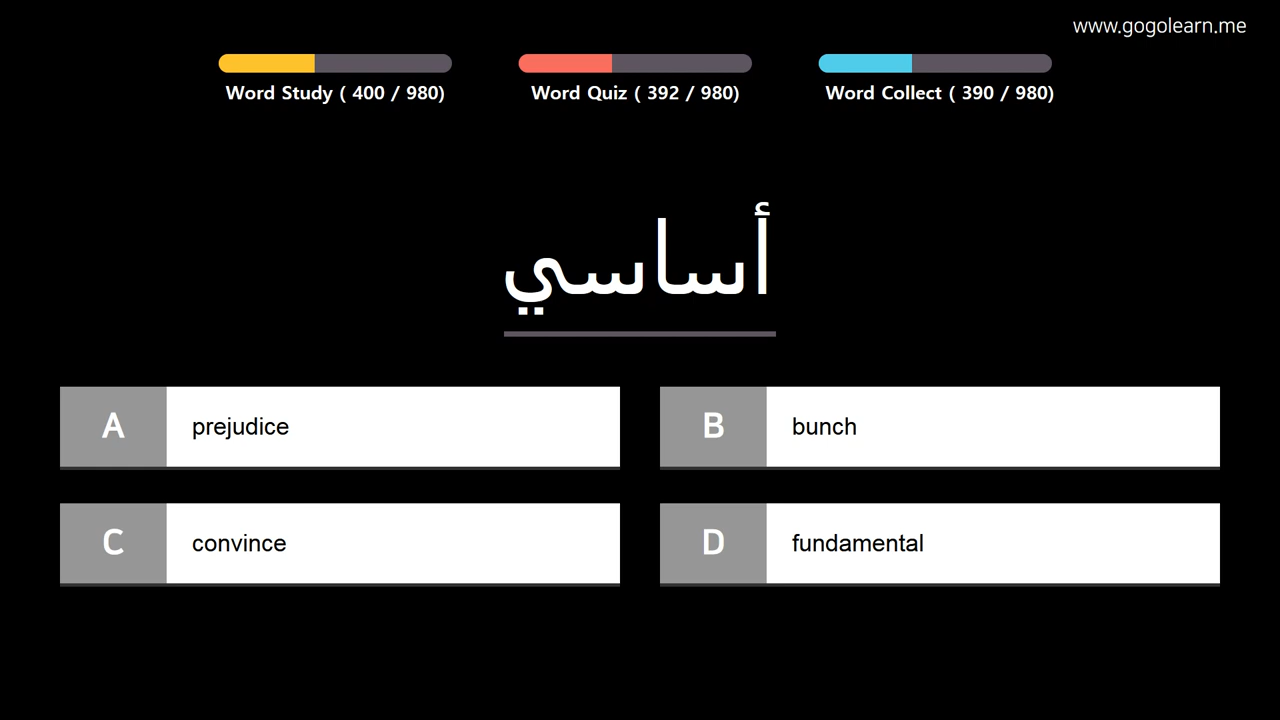 www.gogolearn.me
Word Study ( 400 / 980)
Word Quiz ( 392 / 980)
Word Collect ( 390 / 980)
أساسي
A prejudice
B bunch
C convince
D fundamental